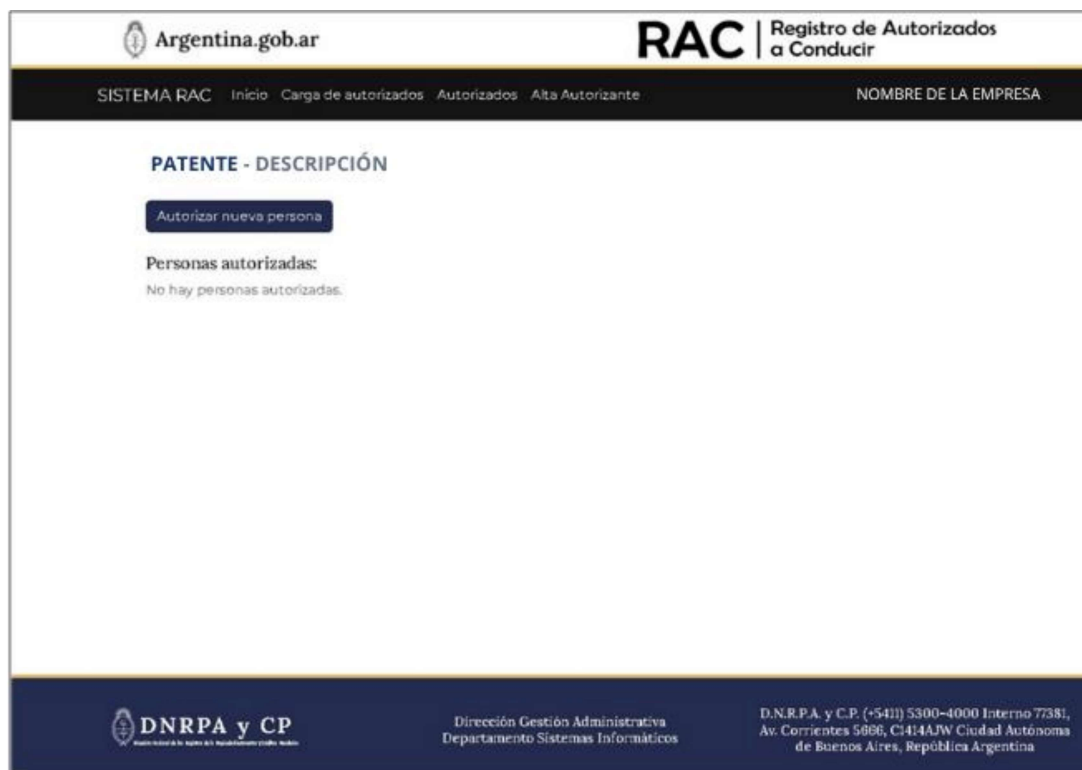 Argentina.gob.ar
RAC
Registro de Autorizados
a Conducir
SISTEMA RAC Inicio Carga de autorizados Autorizados Alta Autorizante NOMBRE DE LA EMPRESA
PATENTE - DESCRIPCIÓN
Autorizar nueva persona
Personas autorizadas:
No hay personas autorizadas.
DNRPA y CP
Dirección Gestión Administrativa
Departamento Sistemas Informáticos
D.N.R.P.A. y C.P. (+5411) 5300-4000 Interno 77381,
Av. Corrientes 5666, C1414AJW Ciudad Autónoma
de Buenos Aires, República Argentina